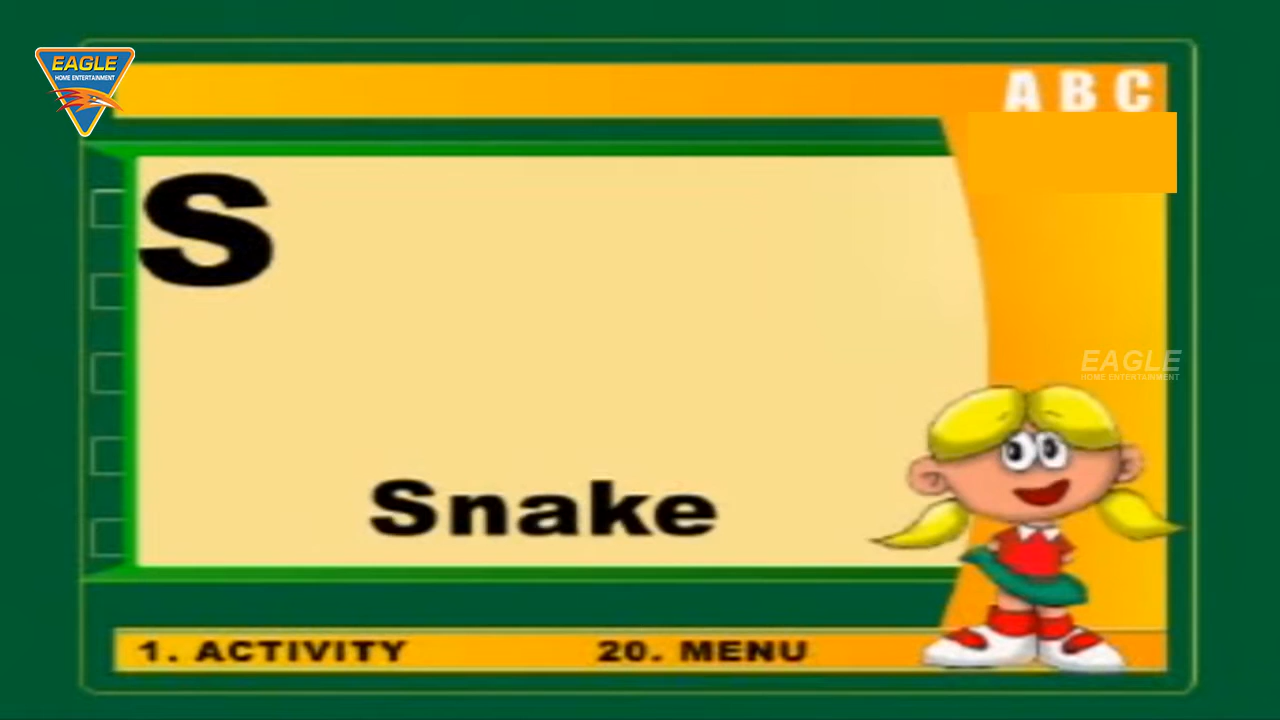 EAGLE
HOME ENTERTAINMENT
A B C
S
EAGLE
HOME ENTERTAINMENT
Snake
1. ACTIVITY
20. MENU